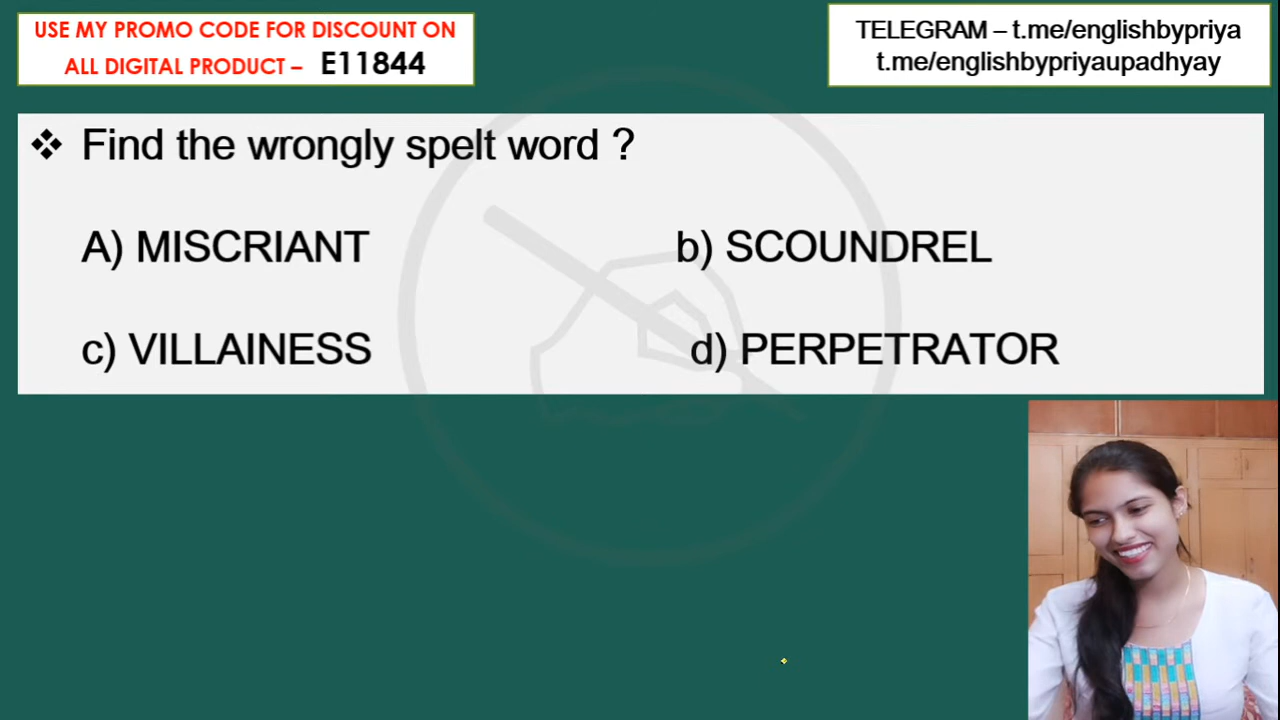 USE MY PROMO CODE FOR DISCOUNT ON
ALL DIGITAL PRODUCT – E11844
TELEGRAM – t.me/englishbypriya
t.me/englishbypriyaupadhyay
❖ Find the wrongly spelt word ?
A) MISCRIANT b) SCOUNDREL
c) VILLAINESS d) PERPETRATOR